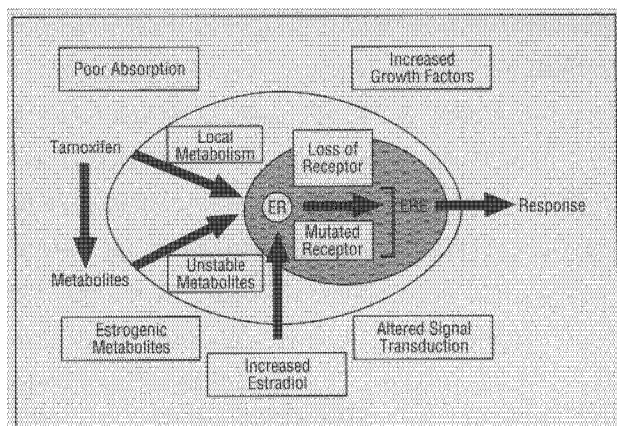 Poor Absorption
Increased
Growth Factors
Tamoxifen
Local
Metabolism
Loss of
Receptor
ER
ERE
Response
Mutated
Receptor
Metabolites
Unstable
Metabolites
Estrogenic
Metabolites
Increased
Estradiol
Altered Signal
Transduction